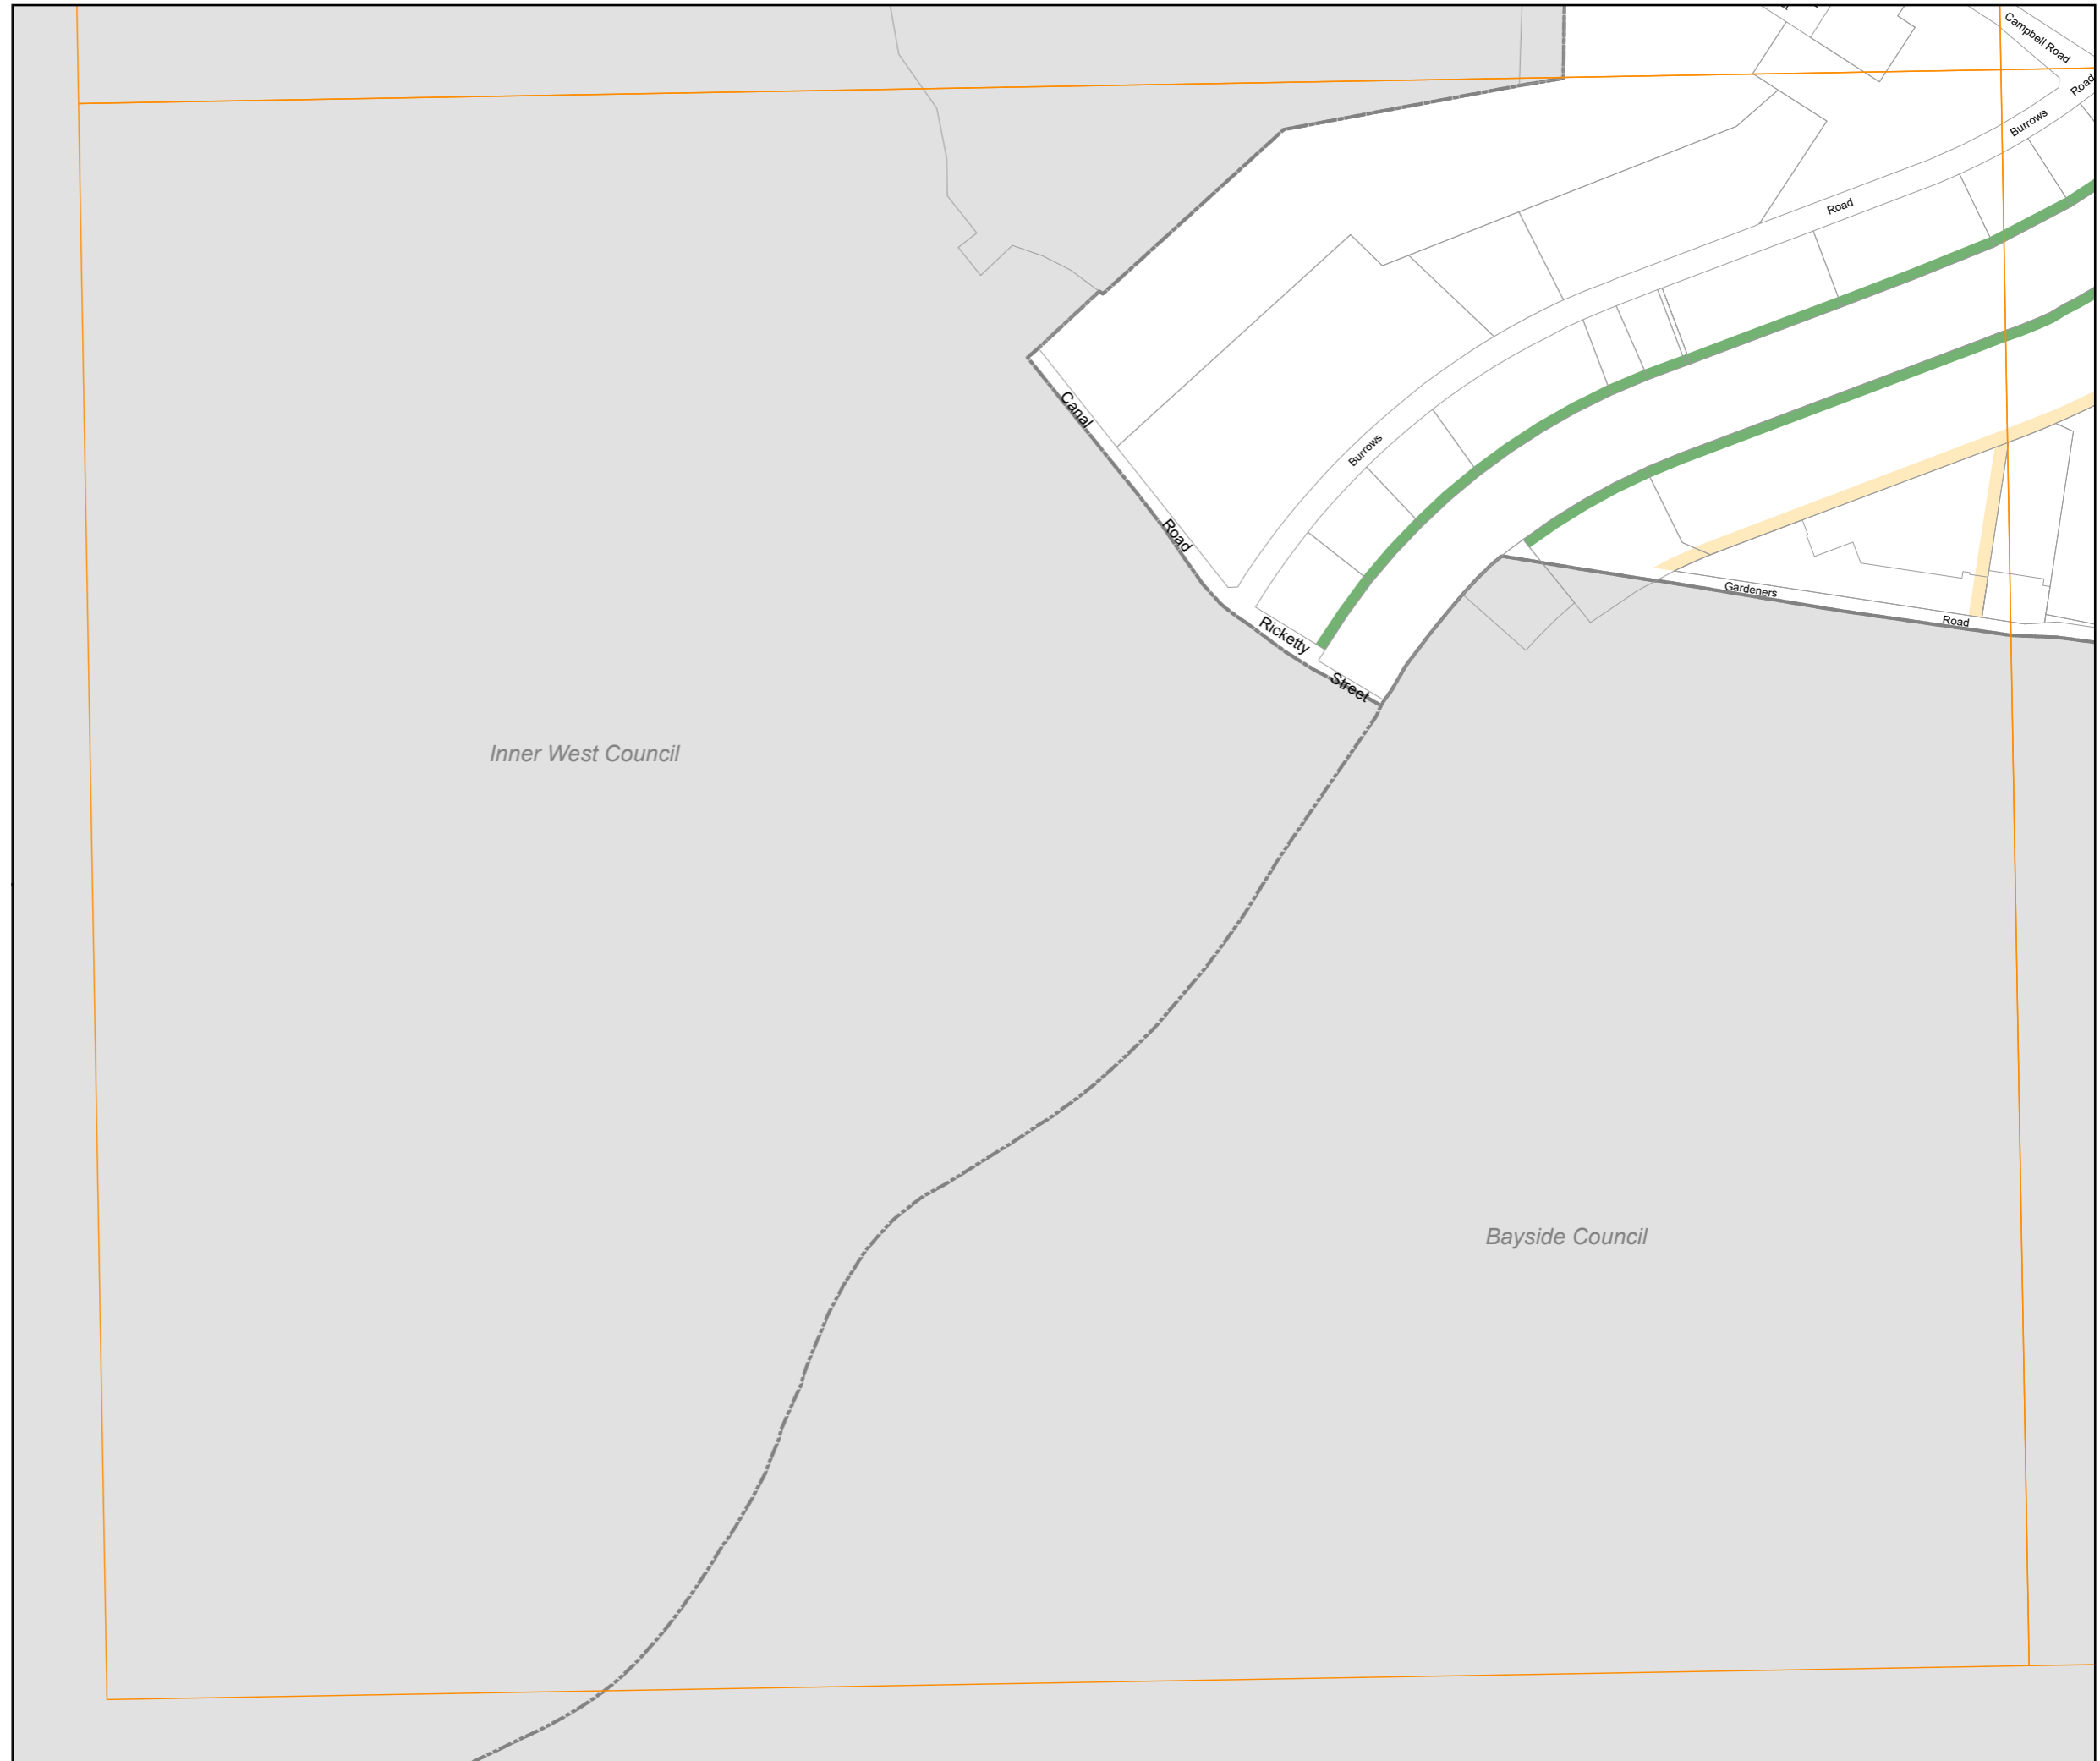 Campbell Road
Road
Burrows
Road
Canal
Burrows
Road
Gardeners
Road
Ricketty
Street
Inner West Council
Bayside Council